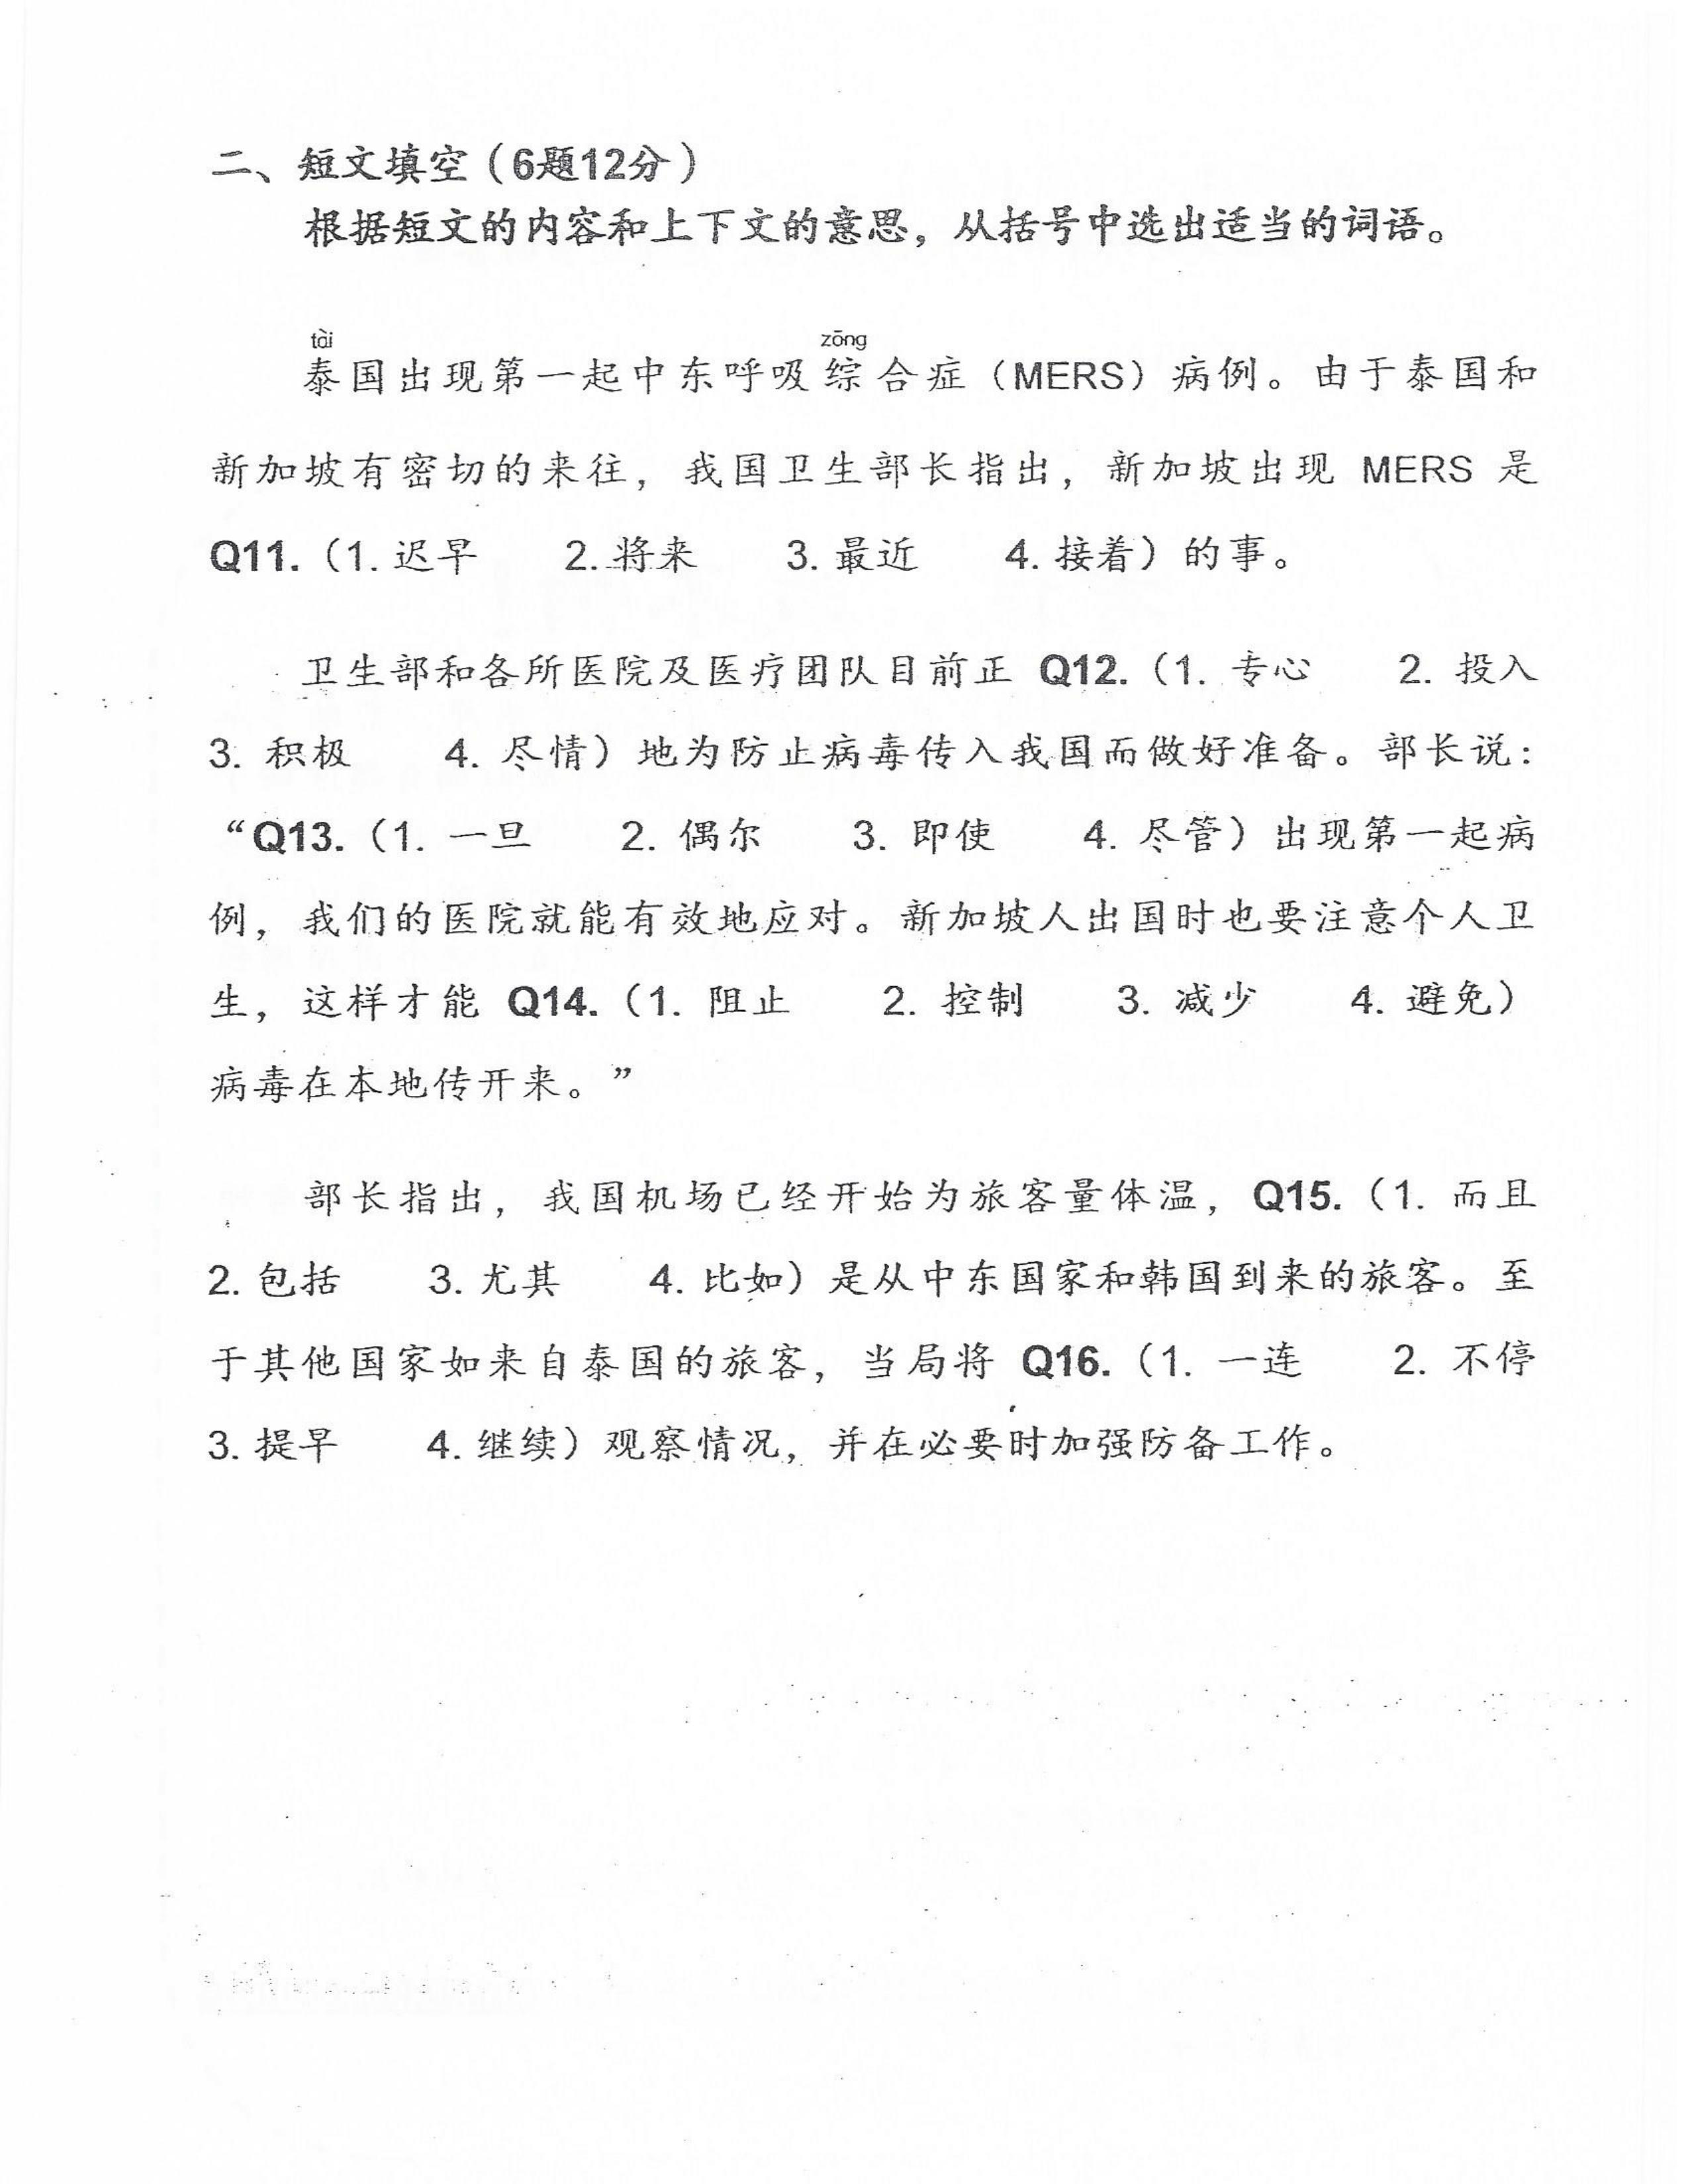 二、短文填空（6题12分）
根据短文的内容和上下文的意思，从括号中选出适当的词语。
tài zōng
泰国出现第一起中东呼吸综合症（MERS）病例。由于泰国和
新加坡有密切的来往，我国卫生部长指出，新加坡出现 MERS 是
Q11.（1. 迟早 2. 将来 3. 最近 4. 接着）的事。
卫生部和各所医院及医疗团队目前正 Q12.（1. 专心 2. 投入
3. 积极 4. 尽情）地为防止病毒传入我国而做好准备。部长说：
“Q13.（1. 一旦 2. 偶尔 3. 即使 4. 尽管）出现第一起病
例，我们的医院就能有效地应对。新加坡人出国时也要注意个人卫
生，这样才能 Q14.（1. 阻止 2. 控制 3. 减少 4. 避免）
病毒在本地传开来。”
部长指出，我国机场已经开始为旅客量体温，Q15.（1. 而且
2. 包括 3. 尤其 4. 比如）是从中东国家和韩国到来的旅客。至
于其他国家如来自泰国的旅客，当局将 Q16.（1. 一连 2. 不停
3. 提早 4. 继续）观察情况，并在必要时加强防备工作。